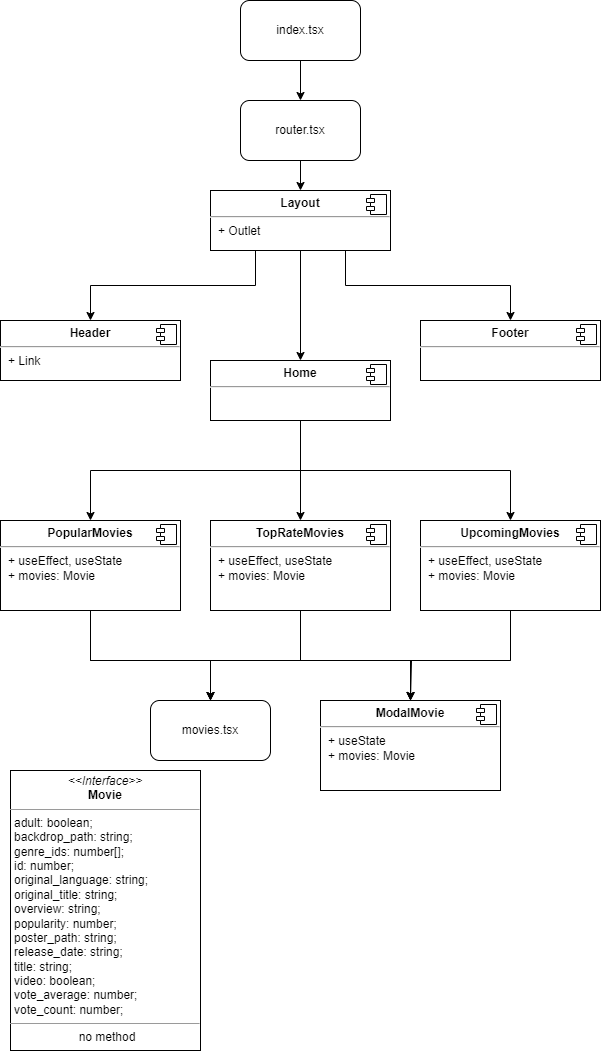 index.tsx
router.tsx
Layout
+ Outlet
Header
+ Link
Footer
Home
PopularMovies
+ useEffect, useState
+ movies: Movie
TopRateMovies
+ useEffect, useState
+ movies: Movie
UpcomingMovies
+ useEffect, useState
+ movies: Movie
movies.tsx
ModalMovie
+ useState
+ movies: Movie
<<Interface>>
Movie
adult: boolean;
backdrop_path: string;
genre_ids: number[];
id: number;
original_language: string;
original_title: string;
overview: string;
popularity: number;
poster_path: string;
release_date: string;
title: string;
video: boolean;
vote_average: number;
vote_count: number;
no method